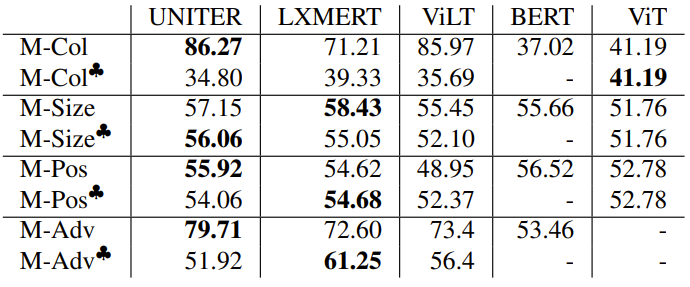 UNITER LXMERT ViLT BERT ViT
M-Col 86.27 71.21 85.97 37.02 41.19
M-Col♣ 34.80 39.33 35.69 - 41.19
M-Size 57.15 58.43 55.45 55.66 51.76
M-Size♣ 56.06 55.05 52.10 - 51.76
M-Pos 55.92 54.62 48.95 56.52 52.78
M-Pos♣ 54.06 54.68 52.37 - 52.78
M-Adv 79.71 72.60 73.4 53.46 -
M-Adv♣ 51.92 61.25 56.4 - -